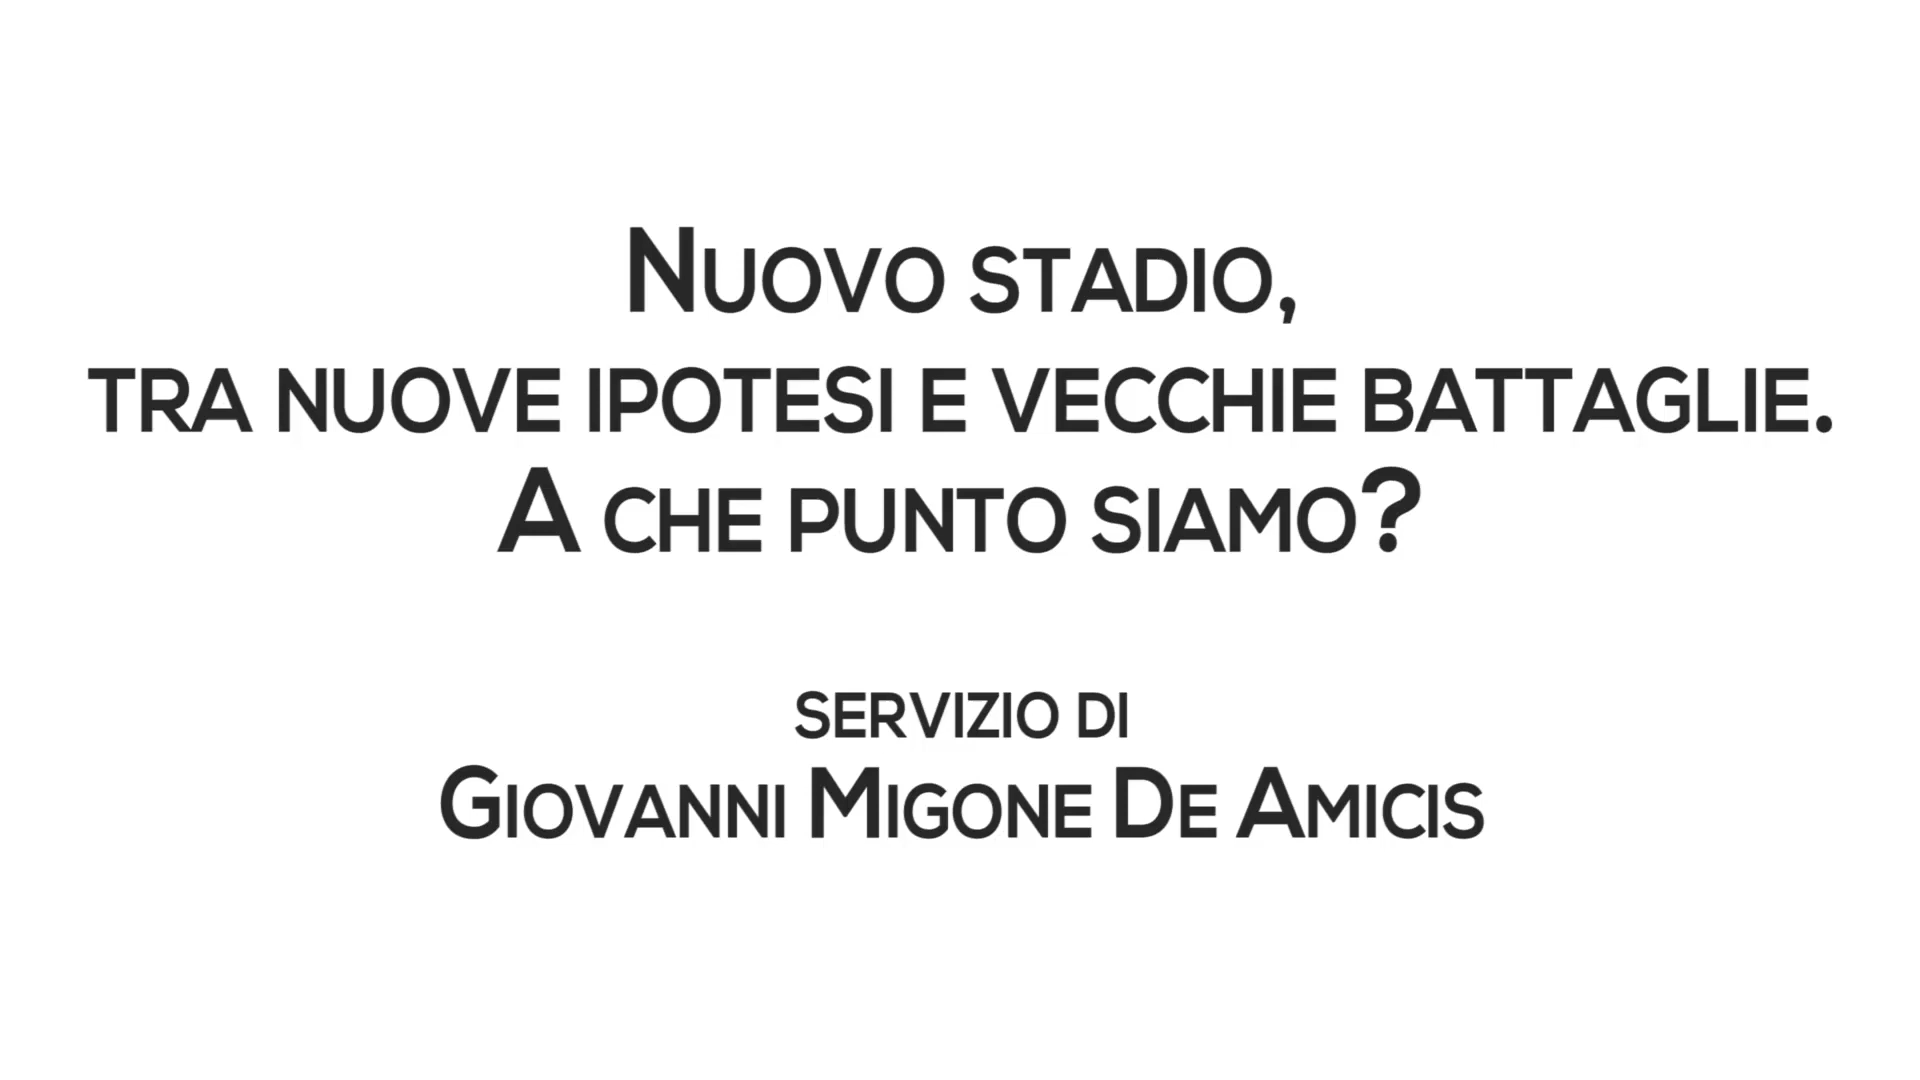 Nuovo stadio,
tra nuove ipotesi e vecchie battaglie.
A che punto siamo?
servizio di
Giovanni Migone De Amicis